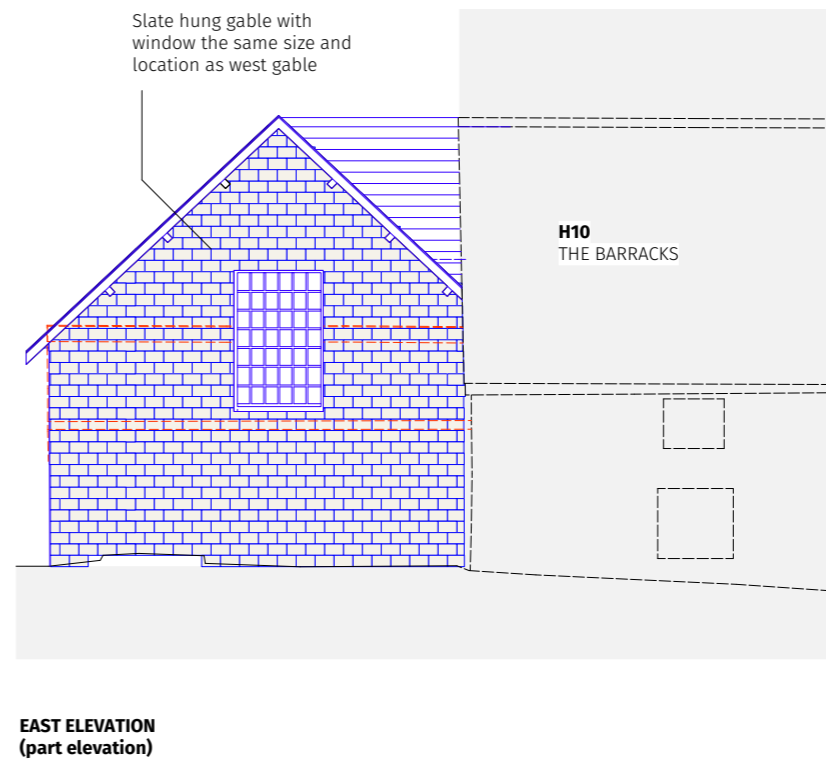 Slate hung gable with
window the same size and
location as west gable
H10
THE BARRACKS
EAST ELEVATION
(part elevation)